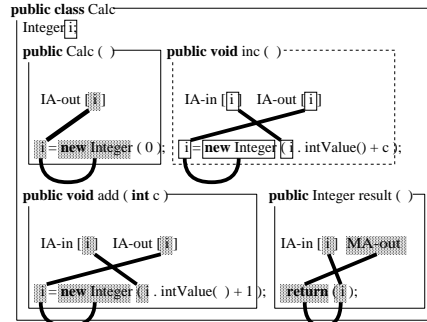 public class Calc
Integer i;
public Calc ( )
IA-out [ i ]
i = new Integer ( 0 );
public void inc ( )
IA-in [ i ] IA-out [ i ]
i = new Integer ( i . intValue() + c );
public void add ( int c )
IA-in [ i ] IA-out [ i ]
i = new Integer ( i . intValue( ) + 1 );
public Integer result ( )
IA-in [ i ] MA-out
return ( i );